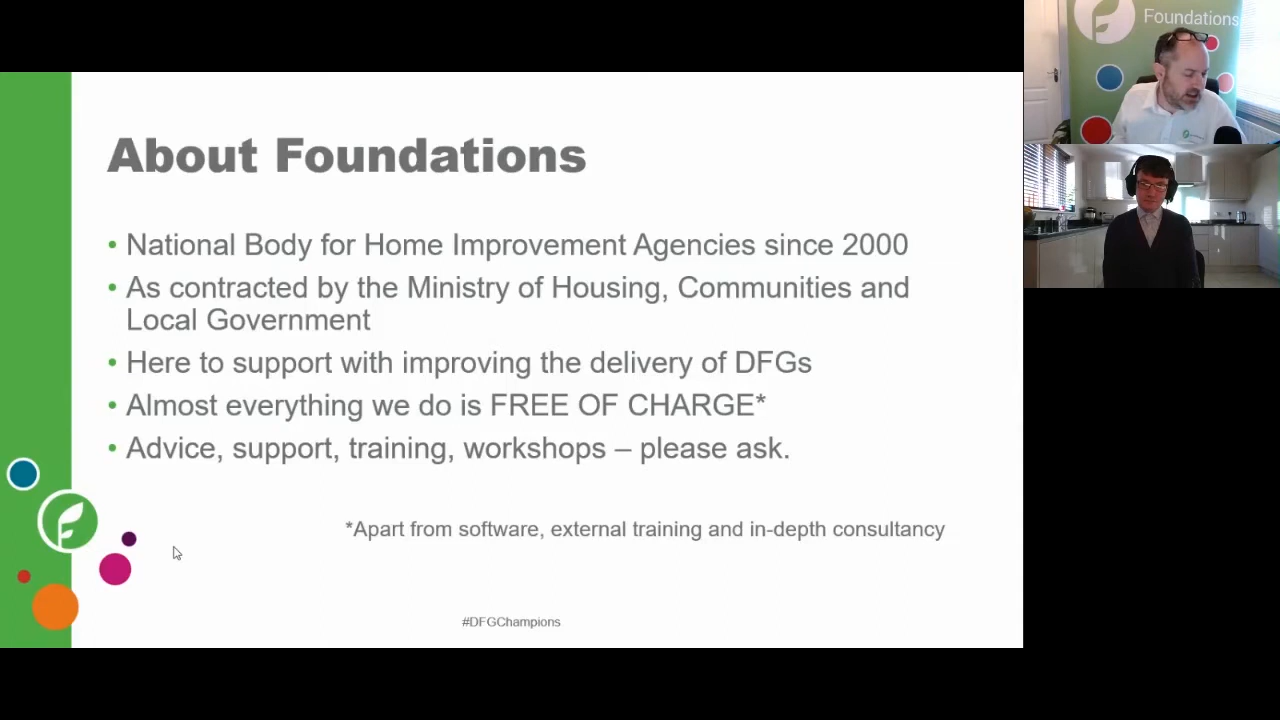 About Foundations
• National Body for Home Improvement Agencies since 2000
• As contracted by the Ministry of Housing, Communities and
Local Government
• Here to support with improving the delivery of DFGs
• Almost everything we do is FREE OF CHARGE*
• Advice, support, training, workshops – please ask.
*Apart from software, external training and in-depth consultancy
#DFGChampions
Foundations